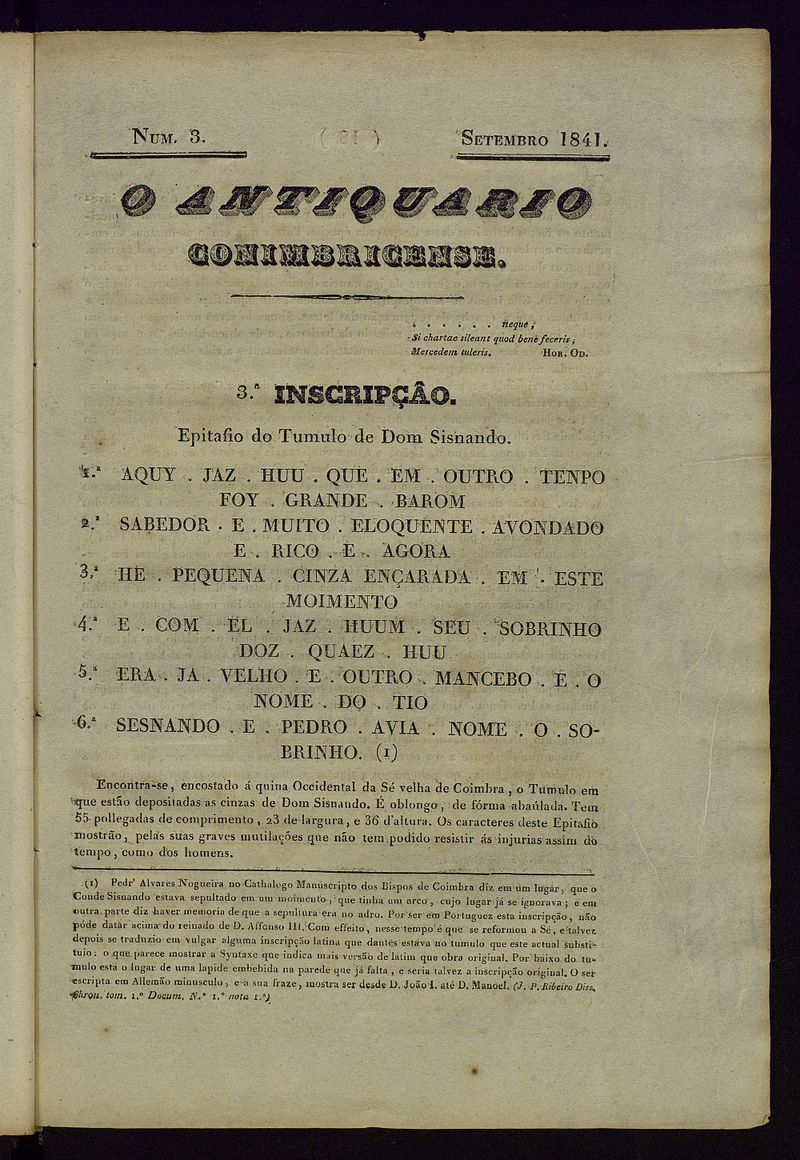 NUM. 3. SETEMBRO 1841.
O ANTIQUARIO
CONIMBRICENSE.
. . . . . . neque,
Si chartae sileant quod benè feceris,
Mercedem tuleris. HOR. OD.
3.ª INSCRIPÇÃO.
Epitafio do Tumulo de Dom Sisnando.
1.ª AQUY . JAZ . HUU . QUE . EM . OUTRO . TENPO
FOY . GRANDE . BAROM
2.ª SABEDOR . E . MUITO . ELOQUENTE . AVONDADO
E . RICO . E . AGORA
3.ª HE . PEQUENA . CINZA ENÇARADA . EM . ESTE
MOIMENTO
4.ª E . COM . EL . JAZ . HUUM . SEU . SOBRINHO
DOZ . QUAEZ . HUU
5.ª ERA . JA . VELHO . E . OUTRO . MANCEBO . E . O
NOME . DO . TIO
6.ª SESNANDO . E . PEDRO . AVIA . NOME . O . SO-
BRINHO. (1)
Encontra-se, encostado á quina Occidental da Sé velha de Coimbra, o Tumulo em
que estão depositadas as cinzas de Dom Sisnando. É oblongo, de fórma abaúlada. Tem
55 pollegadas de comprimento, 23 de largura, e 36 d'altura. Os caracteres deste Epitafio
mostrão, pelas suas graves mutilações que não tem podido resistir ás injurias assim do
tempo, como dos homens.
(1) Pedr' Alvares Nogueira no Cathalogo Manuscripto dos Bispos de Coimbra diz em um lugar, que o
Conde Sisnando estava sepultado em um moimento, que tinha um arco, cujo lugar já se ignorava; e em
outra parte diz haver memoria de que a sepultura era no adro. Por ser em Portuguez esta inscripção, não
póde datar acima do reinado de D. Affonso III. Com effeito, nesse tempo é que se reformou a Sé, e talvez
depois se traduzio em vulgar alguma inscripção latina que dantes estava no tumulo que este actual substi-
tuio: o que parece mostrar a Syntaxe que indica mais versão de latim que obra original. Por baixo do tu-
mulo está o lugar de uma lapide embebida na parede que já falta, e seria talvez a inscripção original. O ser
escripta em Allemão minusculo, e a sua fraze, mostra ser desde D. João I. até D. Manoel. (J. P. Ribeiro Diss.
Chron. tom. 1.º Docum. N.º 1.º nota 1.ª)